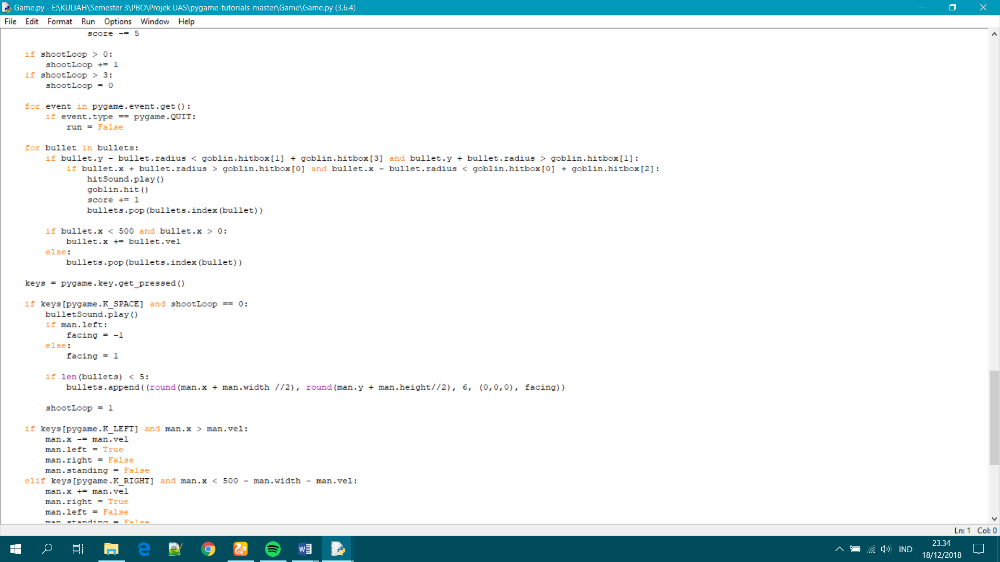 Game.py - E:\KULIAH\Semester 3\PBO\Projek UAS\pygame-tutorials-master\Game\Game.py (3.6.4)
File Edit Format Run Options Window Help
score -= 5
if shootLoop > 0:
shootLoop += 1
if shootLoop > 3:
shootLoop = 0
for event in pygame.event.get():
if event.type == pygame.QUIT:
run = False
for bullet in bullets:
if bullet.y - bullet.radius < goblin.hitbox[1] + goblin.hitbox[3] and bullet.y + bullet.radius > goblin.hitbox[1]:
if bullet.x + bullet.radius > goblin.hitbox[0] and bullet.x - bullet.radius < goblin.hitbox[0] + goblin.hitbox[2]:
hitSound.play()
goblin.hit()
score += 1
bullets.pop(bullets.index(bullet))
if bullet.x < 500 and bullet.x > 0:
bullet.x += bullet.vel
else:
bullets.pop(bullets.index(bullet))
keys = pygame.key.get_pressed()
if keys[pygame.K_SPACE] and shootLoop == 0:
bulletSound.play()
if man.left:
facing = -1
else:
facing = 1
if len(bullets) < 5:
bullets.append((round(man.x + man.width //2), round(man.y + man.height//2), 6, (0,0,0), facing))
shootLoop = 1
if keys[pygame.K_LEFT] and man.x > man.vel:
man.x -= man.vel
man.left = True
man.right = False
man.standing = False
elif keys[pygame.K_RIGHT] and man.x < 500 - man.width - man.vel:
man.x += man.vel
man.right = True
man.left = False
man.standing = False
Ln: 1 Col: 0
IND
23.34
18/12/2018